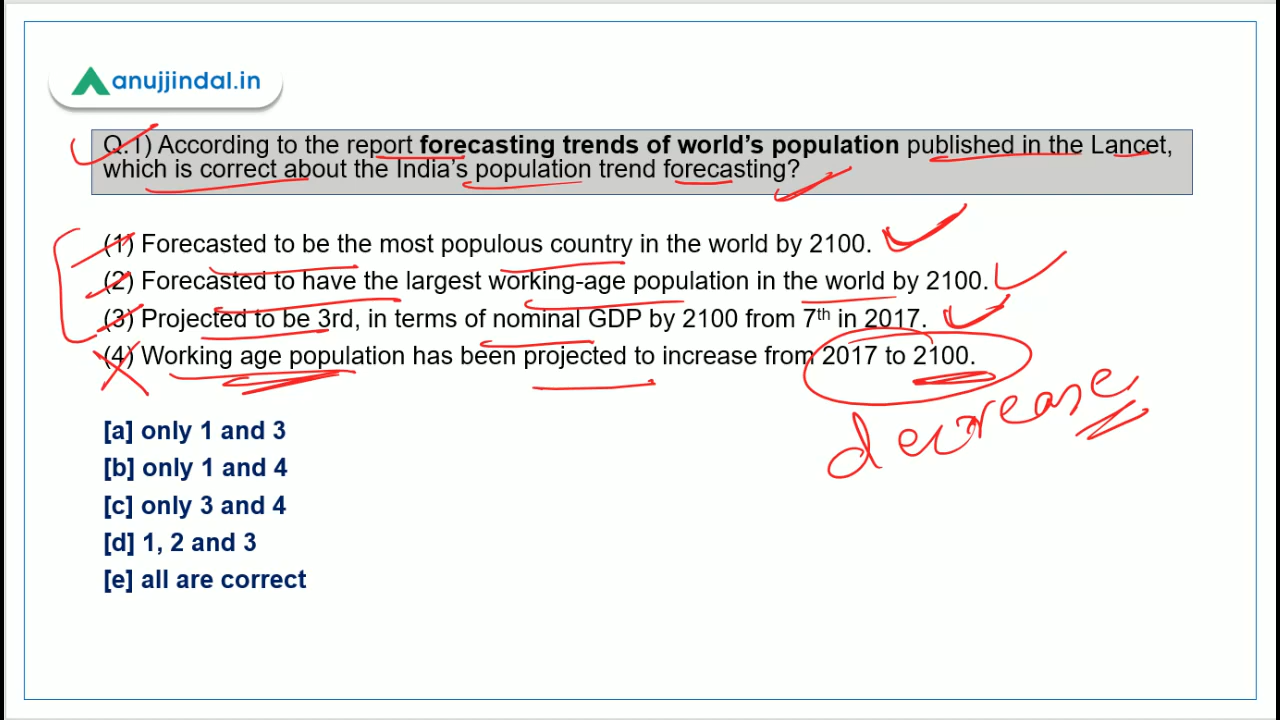 anujjindal.in
Q.1) According to the report forecasting trends of world's population published in the Lancet,
which is correct about the India's population trend forecasting?
(1) Forecasted to be the most populous country in the world by 2100.
(2) Forecasted to have the largest working-age population in the world by 2100.
(3) Projected to be 3rd, in terms of nominal GDP by 2100 from 7th in 2017.
(4) Working age population has been projected to increase from 2017 to 2100.
decrease
[a] only 1 and 3
[b] only 1 and 4
[c] only 3 and 4
[d] 1, 2 and 3
[e] all are correct